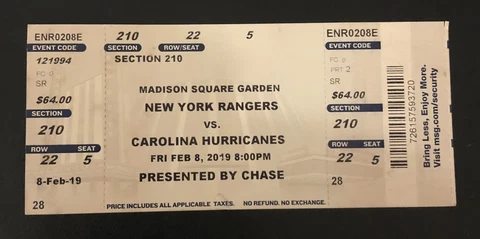 ENR0208E 210 22 5 ENR0208E
EVENT CODE SECTION ROW/SEAT EVENT CODE
121994
FC 0
SR
$64.00
SECTION
210
ROW SEAT
22 5
8-Feb-19
28
SECTION 210
MADISON SQUARE GARDEN
NEW YORK RANGERS
VS.
CAROLINA HURRICANES
FRI FEB 8, 2019 8:00PM
PRESENTED BY CHASE
PRICE INCLUDES ALL APPLICABLE TAXES. NO REFUND. NO EXCHANGE.
PRT 2
SR
$64.00
SECTION
210
ROW SEAT
22 5
28
726157593720
Bring Less, Enjoy More.
Visit msg.com/security